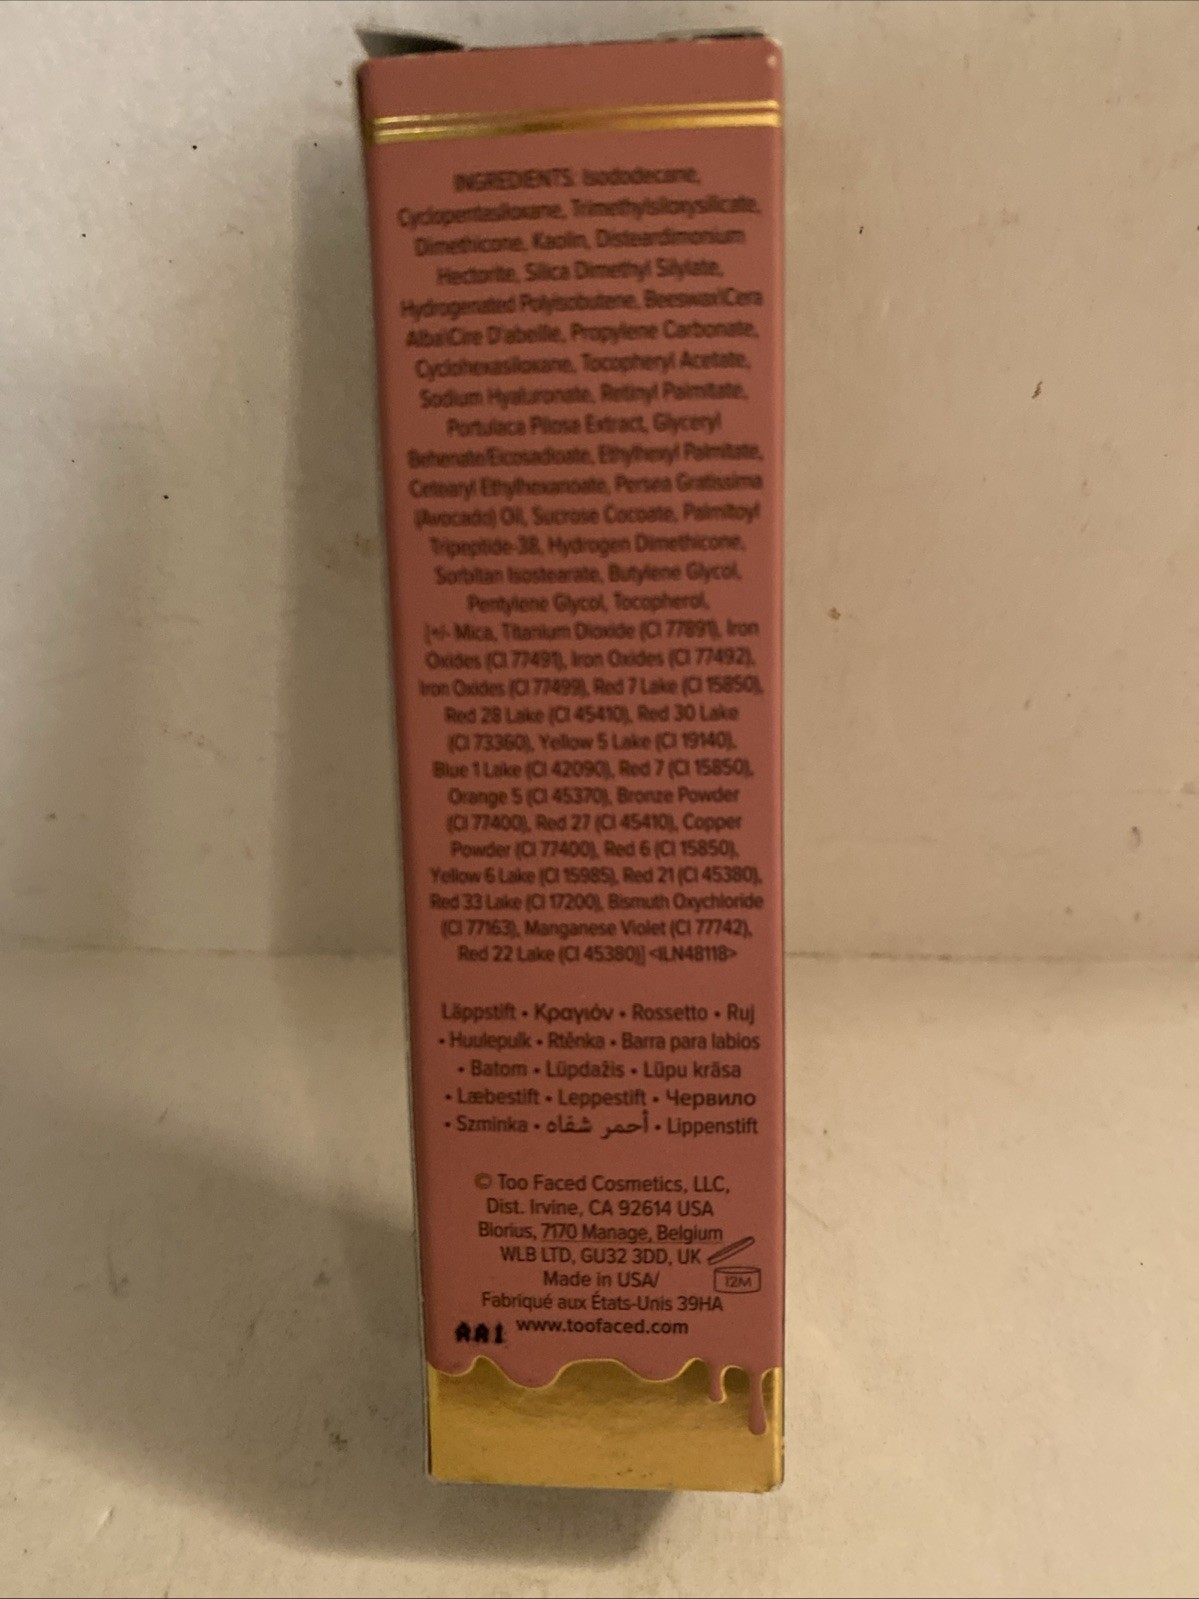 INGREDIENTS: Isododecane,
Cyclopentasiloxane, Trimethylsiloxysilicate,
Dimethicone, Kaolin, Disteardimonium
Hectorite, Silica Dimethyl Silylate,
Hydrogenated Polyisobutene, Beeswax\Cera
Alba\Cire D'abeille, Propylene Carbonate,
Cyclohexasiloxane, Tocopheryl Acetate,
Sodium Hyaluronate, Retinyl Palmitate,
Portulaca Pilosa Extract, Glyceryl
Behenate/Eicosadioate, Ethylhexyl Palmitate,
Cetearyl Ethylhexanoate, Persea Gratissima
(Avocado) Oil, Sucrose Cocoate, Palmitoyl
Tripeptide-38, Hydrogen Dimethicone,
Sorbitan Isostearate, Butylene Glycol,
Pentylene Glycol, Tocopherol,
[+/- Mica, Titanium Dioxide (CI 77891), Iron
Oxides (CI 77491), Iron Oxides (CI 77492),
Iron Oxides (CI 77499), Red 7 Lake (CI 15850),
Red 28 Lake (CI 45410), Red 30 Lake
(CI 73360), Yellow 5 Lake (CI 19140),
Blue 1 Lake (CI 42090), Red 7 (CI 15850),
Orange 5 (CI 45370), Bronze Powder
(CI 77400), Red 27 (CI 45410), Copper
Powder (CI 77400), Red 6 (CI 15850),
Yellow 6 Lake (CI 15985), Red 21 (CI 45380),
Red 33 Lake (CI 17200), Bismuth Oxychloride
(CI 77163), Manganese Violet (CI 77742),
Red 22 Lake (CI 45380)] <ILN48118>
Läppstift • Κραγιόν • Rossetto • Ruj
• Huulepulk • Rtěnka • Barra para labios
• Batom • Lūpdažis • Lūpu krāsa
• Læbestift • Leppestift • Червило
• Szminka • أحمر شفاه • Lippenstift
© Too Faced Cosmetics, LLC,
Dist. Irvine, CA 92614 USA
Biorius, 7170 Manage, Belgium
WLB LTD, GU32 3DD, UK
Made in USA/
12M
Fabriqué aux États-Unis 39HA
www.toofaced.com
AA1